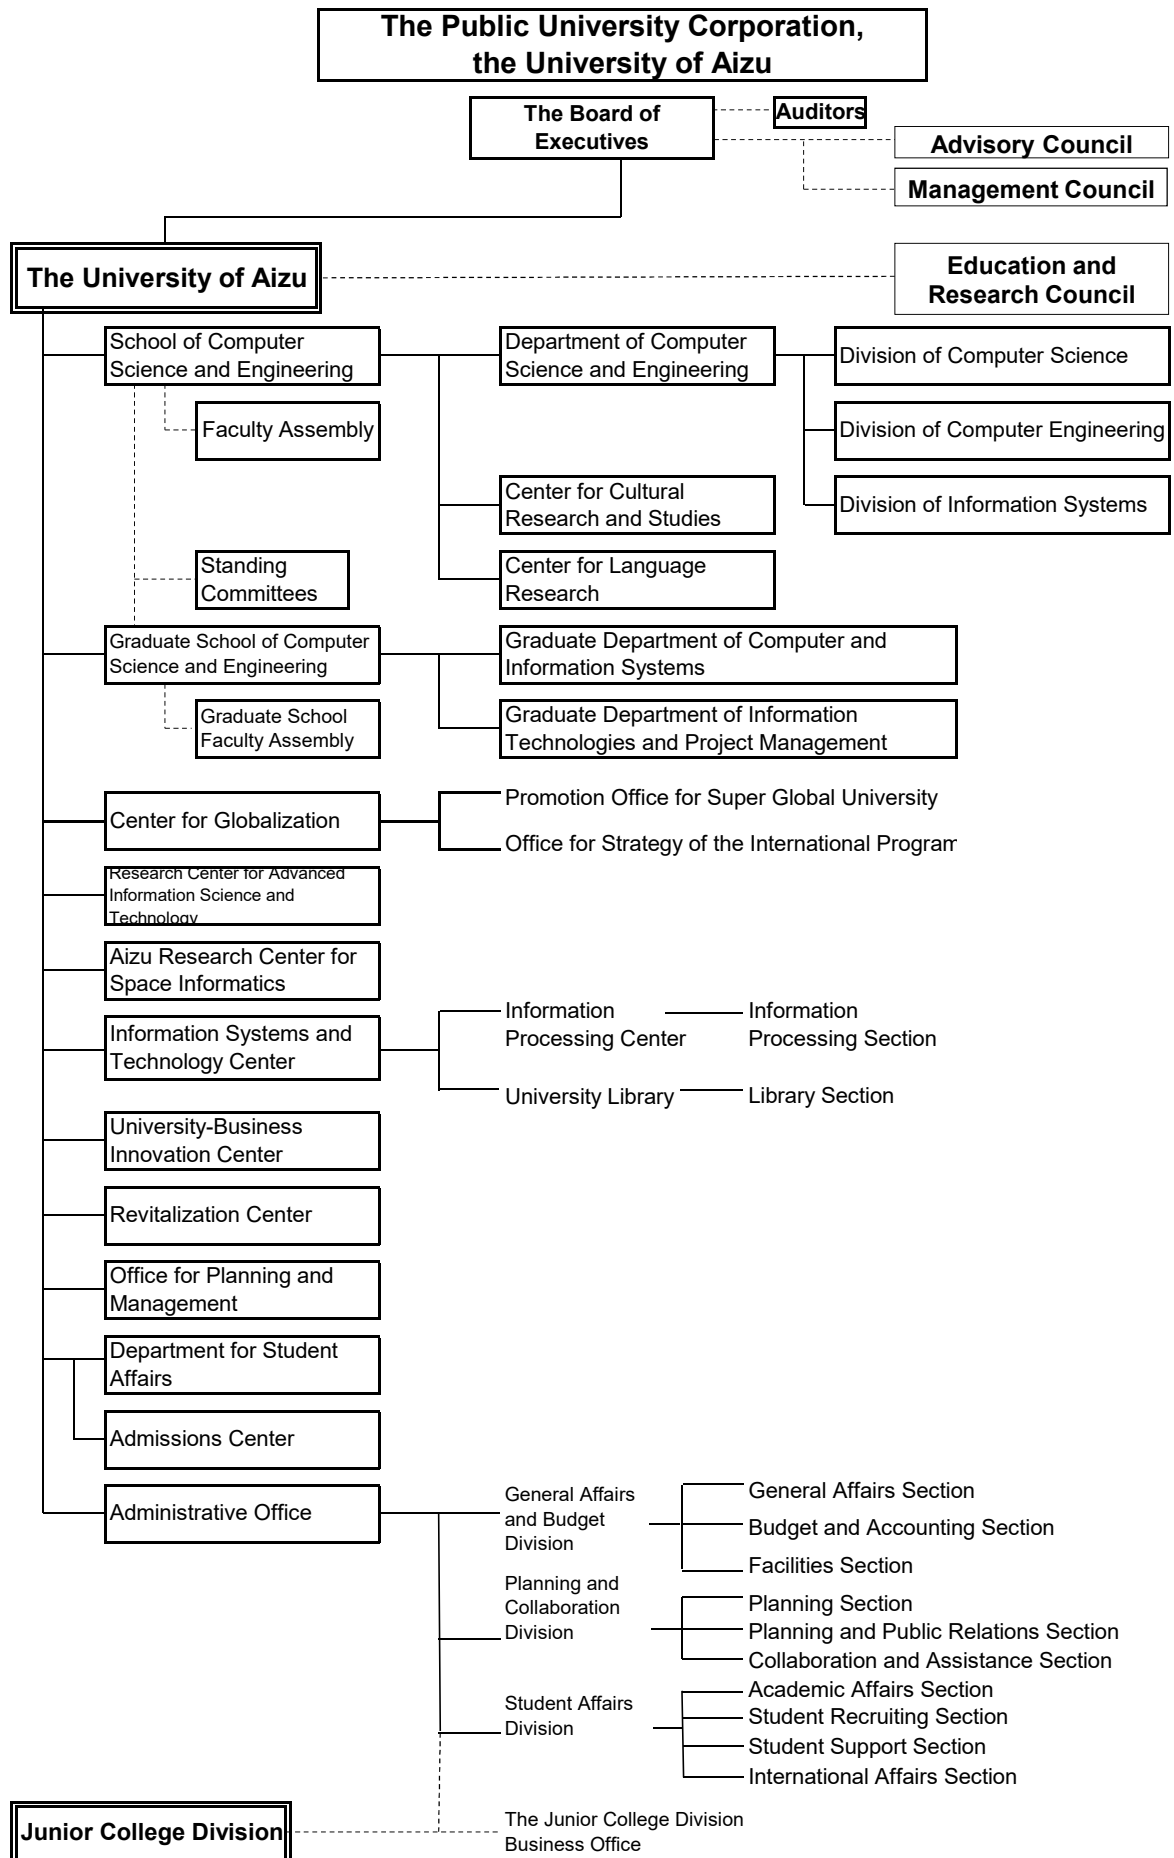 The Public University Corporation,
the University of Aizu
The Board of
Executives
Auditors
Advisory Council
Management Council
The University of Aizu
Education and
Research Council
School of Computer
Science and Engineering
Department of Computer
Science and Engineering
Division of Computer Science
Faculty Assembly
Division of Computer Engineering
Center for Cultural
Research and Studies
Division of Information Systems
Standing
Committees
Center for Language
Research
Graduate School of Computer
Science and Engineering
Graduate Department of Computer and
Information Systems
Graduate School
Faculty Assembly
Graduate Department of Information
Technologies and Project Management
Center for Globalization
Promotion Office for Super Global University
Office for Strategy of the International Program
Research Center for Advanced
Information Science and
Technology
Aizu Research Center for
Space Informatics
Information Systems and
Technology Center
Information
Processing Center
Information
Processing Section
University Library
Library Section
University-Business
Innovation Center
Revitalization Center
Office for Planning and
Management
Department for Student
Affairs
Admissions Center
Administrative Office
General Affairs
and Budget
Division
General Affairs Section
Budget and Accounting Section
Facilities Section
Planning and
Collaboration
Division
Planning Section
Planning and Public Relations Section
Collaboration and Assistance Section
Student Affairs
Division
Academic Affairs Section
Student Recruiting Section
Student Support Section
International Affairs Section
Junior College Division
The Junior College Division
Business Office